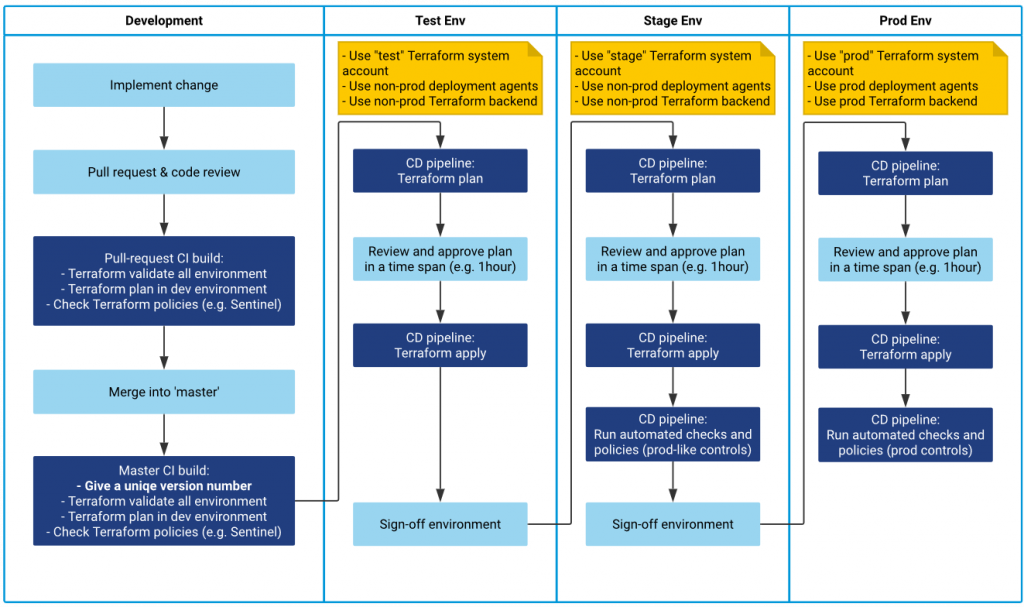 Development
Implement change
Pull request & code review
Pull-request CI build:
- Terraform validate all environment
- Terraform plan in dev environment
- Check Terraform policies (e.g. Sentinel)
Merge into 'master'
Master CI build:
- Give a uniqe version number
- Terraform validate all environment
- Terraform plan in dev environment
- Check Terraform policies (e.g. Sentinel)
Test Env
- Use "test" Terraform system
account
- Use non-prod deployment agents
- Use non-prod Terraform backend
CD pipeline:
Terraform plan
Review and approve plan
in a time span (e.g. 1hour)
CD pipeline:
Terraform apply
Sign-off environment
Stage Env
- Use "stage" Terraform system
account
- Use non-prod deployment agents
- Use non-prod Terraform backend
CD pipeline:
Terraform plan
Review and approve plan
in a time span (e.g. 1hour)
CD pipeline:
Terraform apply
CD pipeline:
Run automated checks and
policies (prod-like controls)
Sign-off environment
Prod Env
- Use "prod" Terraform system
account
- Use prod deployment agents
- Use prod Terraform backend
CD pipeline:
Terraform plan
Review and approve plan
in a time span (e.g. 1hour)
CD pipeline:
Terraform apply
CD pipeline:
Run automated checks and
policies (prod controls)